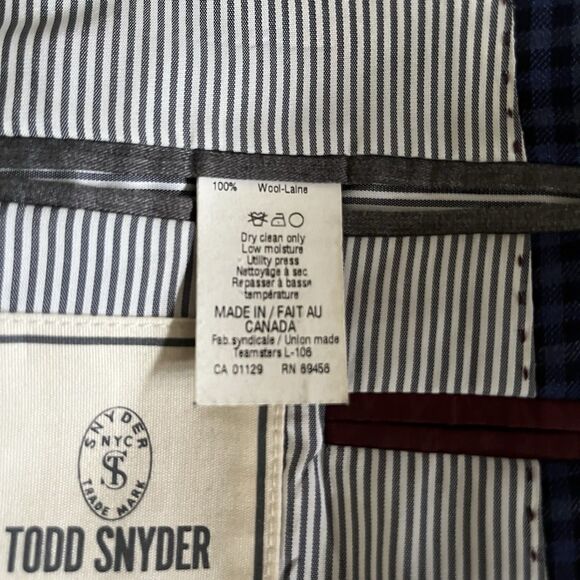 100% Wool-Laine
Dry clean only
Low moisture
Utility press
Nettoyage à sec
Repasser à basse
température
MADE IN / FAIT AU
CANADA
Fab.syndicale / Union made
Teamsters L-106
CA 01129 RN 69456
SNYDER
NYC
ST
TRADE MARK
TODD SNYDER